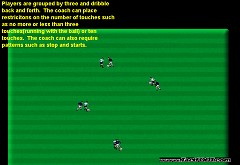 Players are grouped by three and dribble
back and forth. The coach can place
restricitons on the number of touches such
as no more or less than three
touches(running with the ball) or ten
touches. The coach can also require
patterns such as stop and starts.